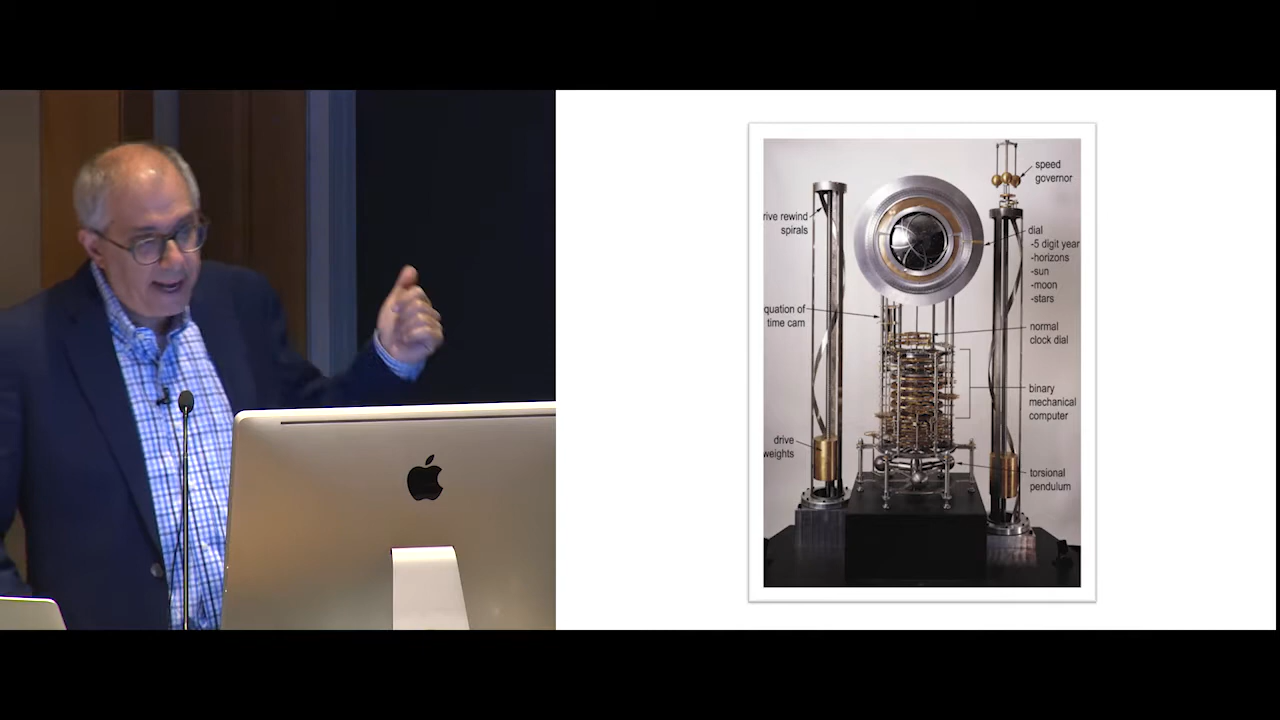 speed
governor
rive rewind
spirals
dial
-5 digit year
-horizons
-sun
-moon
-stars
quation of
time cam
normal
clock dial
binary
mechanical
computer
drive
weights
torsional
pendulum